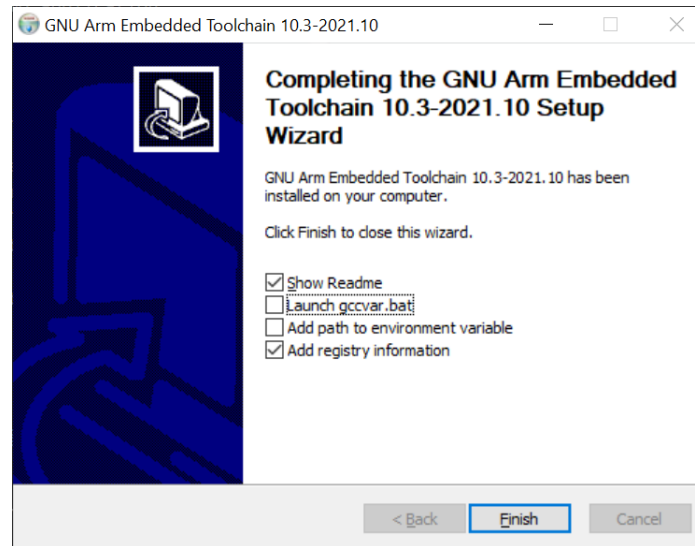 GNU Arm Embedded Toolchain 10.3-2021.10
Completing the GNU Arm Embedded
Toolchain 10.3-2021.10 Setup
Wizard
GNU Arm Embedded Toolchain 10.3-2021.10 has been
installed on your computer.
Click Finish to close this wizard.
Show Readme
Launch gccvar.bat
Add path to environment variable
Add registry information
< Back
Finish
Cancel